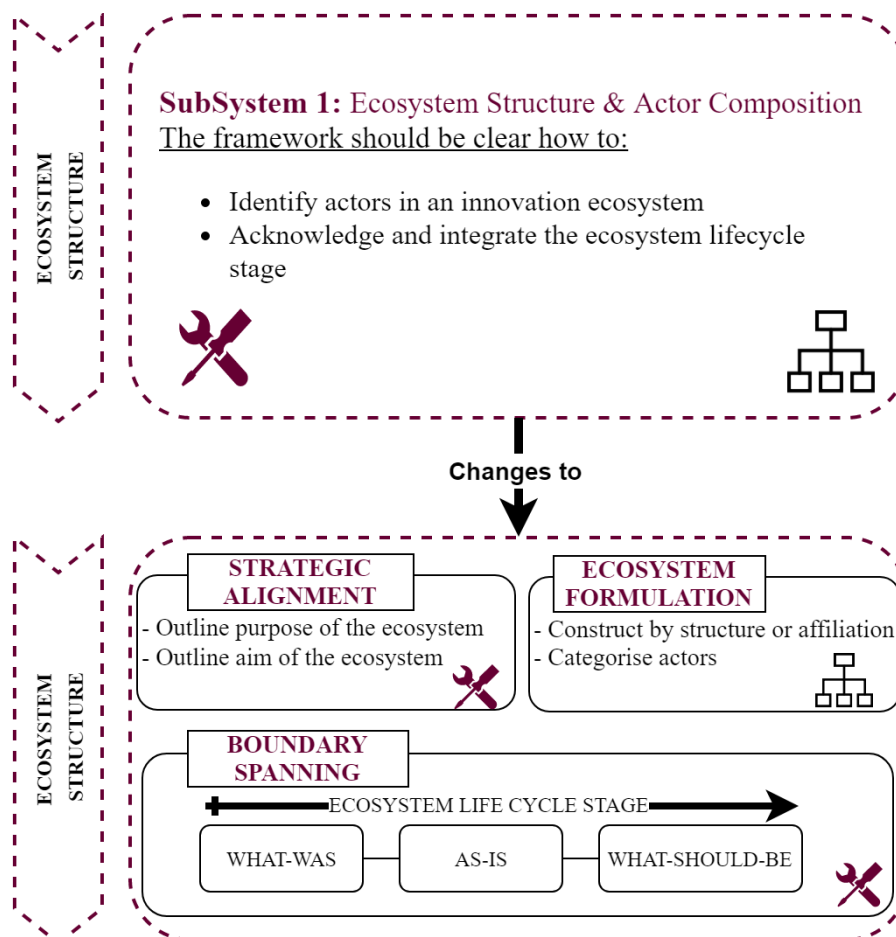 ECOSYSTEM
STRUCTURE
SubSystem 1: Ecosystem Structure & Actor Composition
The framework should be clear how to:
• Identify actors in an innovation ecosystem
• Acknowledge and integrate the ecosystem lifecycle
stage
Changes to
ECOSYSTEM
STRUCTURE
STRATEGIC
ALIGNMENT
- Outline purpose of the ecosystem
- Outline aim of the ecosystem
ECOSYSTEM
FORMULATION
- Construct by structure or affiliation
- Categorise actors
BOUNDARY
SPANNING
ECOSYSTEM LIFE CYCLE STAGE
WHAT-WAS
AS-IS
WHAT-SHOULD-BE